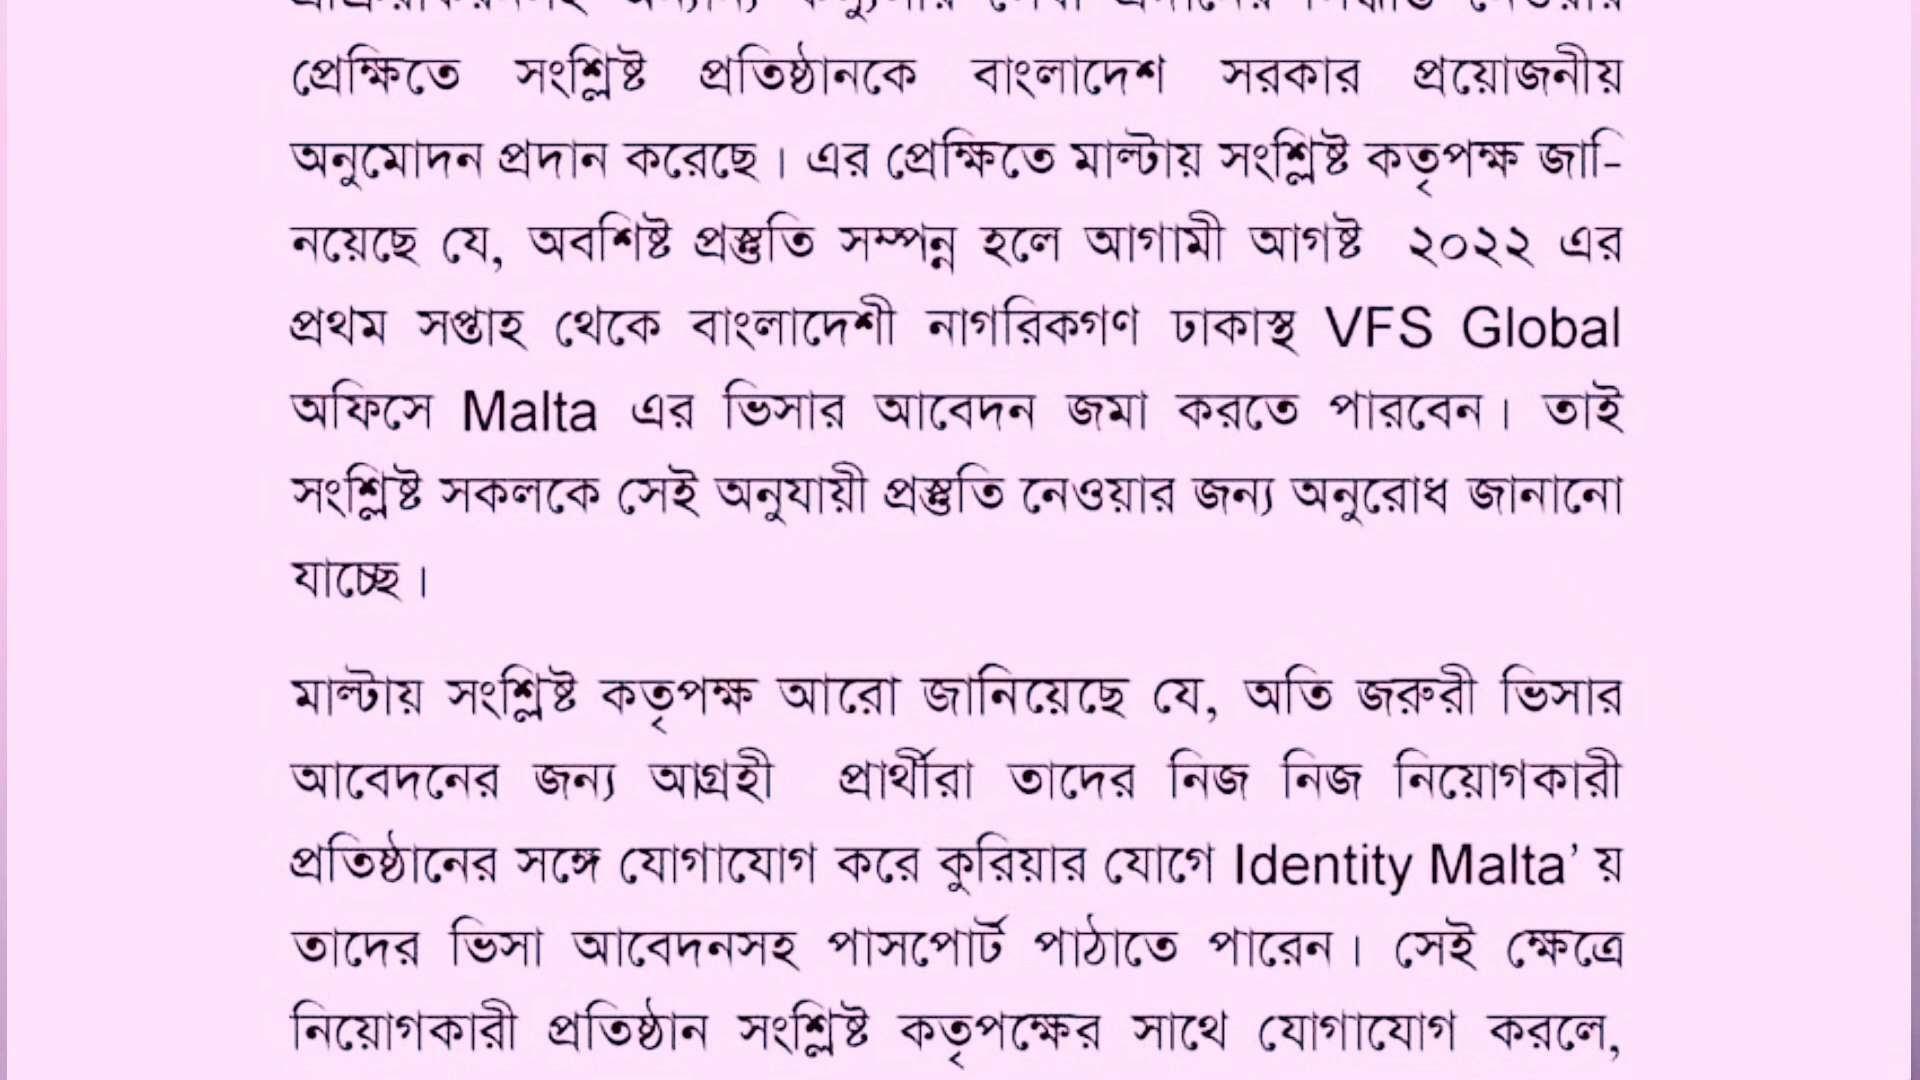 প্রেক্ষিতে সংশ্লিষ্ট প্রতিষ্ঠানকে বাংলাদেশ সরকার প্রয়োজনীয়
অনুমোদন প্রদান করেছে। এর প্রেক্ষিতে মাল্টায় সংশ্লিষ্ট কতৃপক্ষ জানি-
নয়েছে যে, অবশিষ্ট প্রস্তুতি সম্পন্ন হলে আগামী আগষ্ট ২০২২ এর
প্রথম সপ্তাহ থেকে বাংলাদেশী নাগরিকগণ ঢাকাস্থ VFS Global
অফিসে Malta এর ভিসার আবেদন জমা করতে পারবেন। তাই
সংশ্লিষ্ট সকলকে সেই অনুযায়ী প্রস্তুতি নেওয়ার জন্য অনুরোধ জানানো
যাচ্ছে।
মাল্টায় সংশ্লিষ্ট কতৃপক্ষ আরো জানিয়েছে যে, অতি জরুরী ভিসার
আবেদনের জন্য আগ্রহী প্রার্থীরা তাদের নিজ নিজ নিয়োগকারী
প্রতিষ্ঠানের সঙ্গে যোগাযোগ করে কুরিয়ার যোগে Identity Malta’ য়
তাদের ভিসা আবেদনসহ পাসপোর্ট পাঠাতে পারেন। সেই ক্ষেত্রে
নিয়োগকারী প্রতিষ্ঠান সংশ্লিষ্ট কতৃপক্ষের সাথে যোগাযোগ করলে,